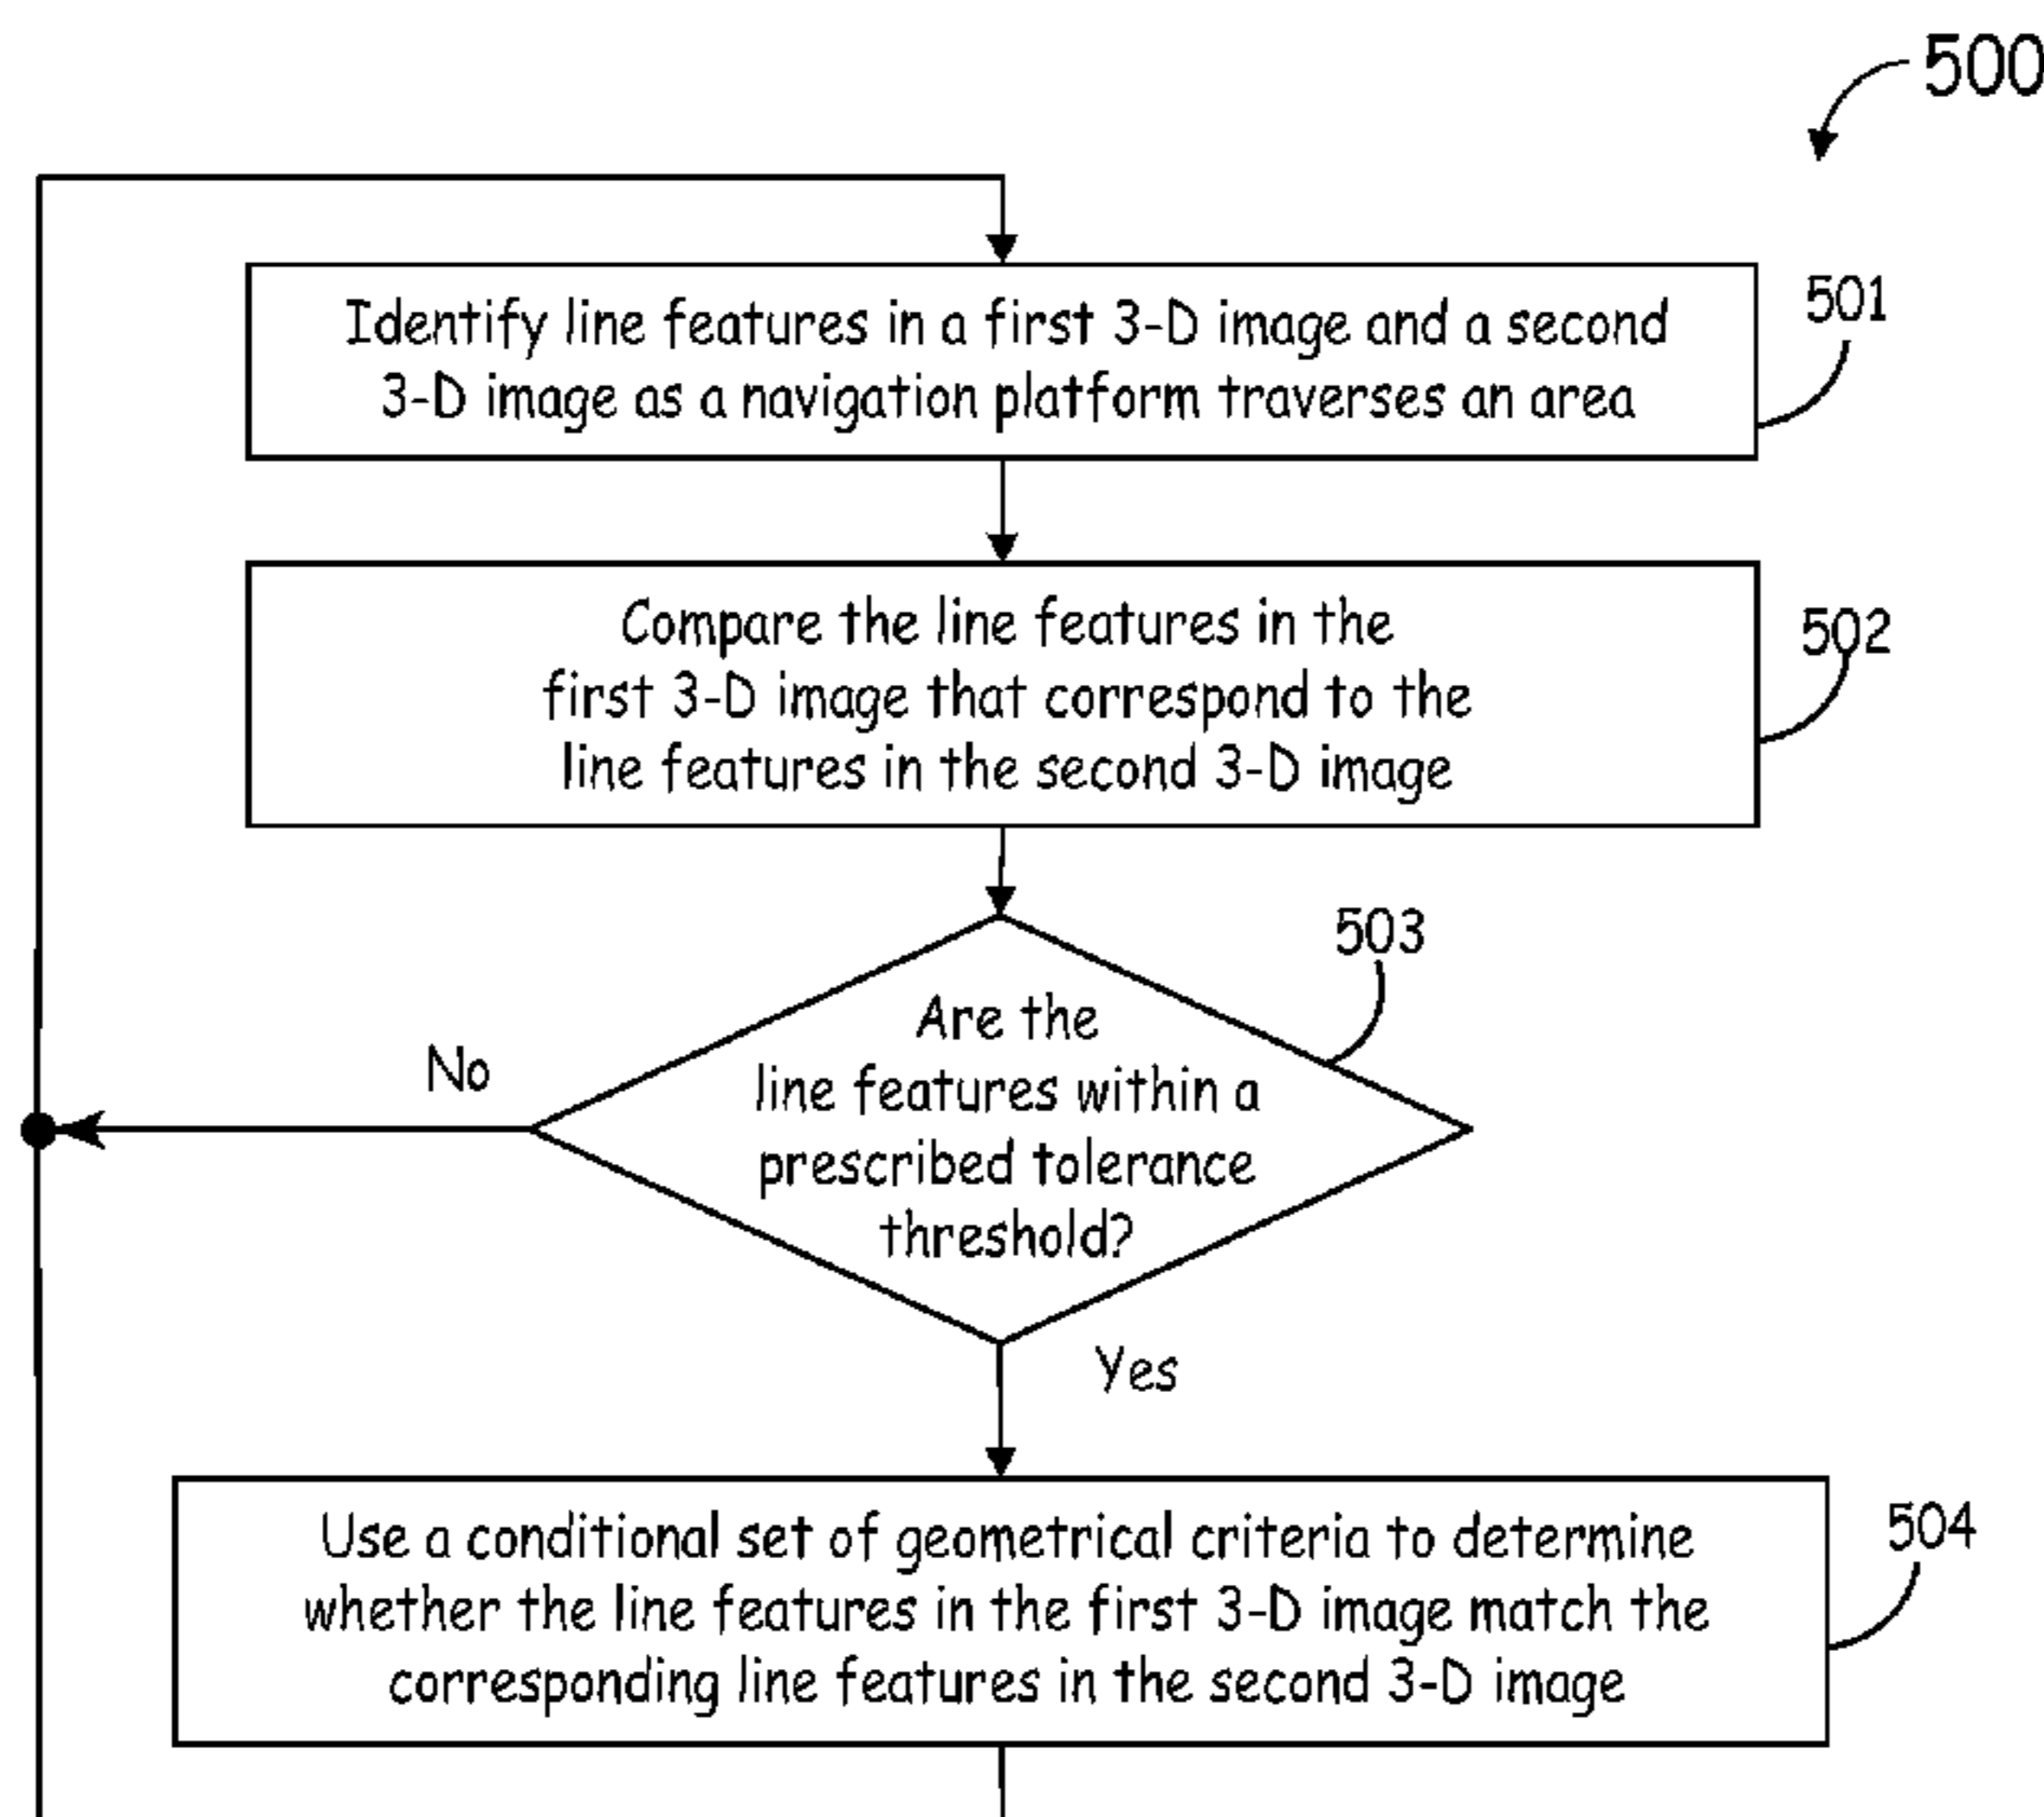 500
Identify line features in a first 3-D image and a second
3-D image as a navigation platform traverses an area
501
Compare the line features in the
first 3-D image that correspond to the
line features in the second 3-D image
502
503
Are the
line features within a
prescribed tolerance
threshold?
No
Yes
Use a conditional set of geometrical criteria to determine
whether the line features in the first 3-D image match the
corresponding line features in the second 3-D image
504